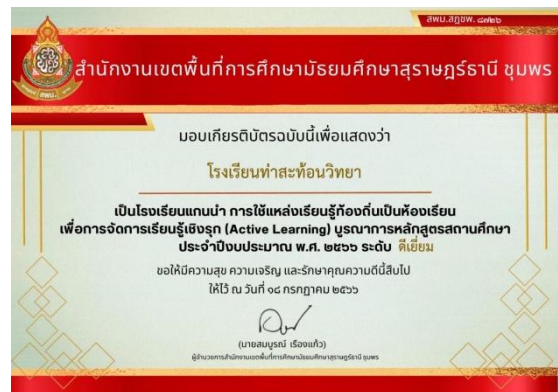 สพม.สฎชพ. ๘๗๒๖
สพม.
สำนักงานเขตพื้นที่การศึกษามัธยมศึกษาสุราษฎร์ธานี ชุมพร
มอบเกียรติบัตรฉบับนี้เพื่อแสดงว่า
โรงเรียนท่าสะท้อนวิทยา
เป็นโรงเรียนแกนนำ การใช้แหล่งเรียนรู้ท้องถิ่นเป็นห้องเรียน
เพื่อการจัดการเรียนรู้เชิงรุก (Active Learning) บูรณาการหลักสูตรสถานศึกษา
ประจำปีงบประมาณ พ.ศ. ๒๕๖๖ ระดับ ดีเยี่ยม
ขอให้มีความสุข ความเจริญ และรักษาคุณความดีนี้สืบไป
ให้ไว้ ณ วันที่ ๑๘ กรกฎาคม ๒๕๖๖
(นายสมบูรณ์ เรืองแก้ว)
ผู้อำนวยการสำนักงานเขตพื้นที่การศึกษามัธยมศึกษาสุราษฎร์ธานี ชุมพร